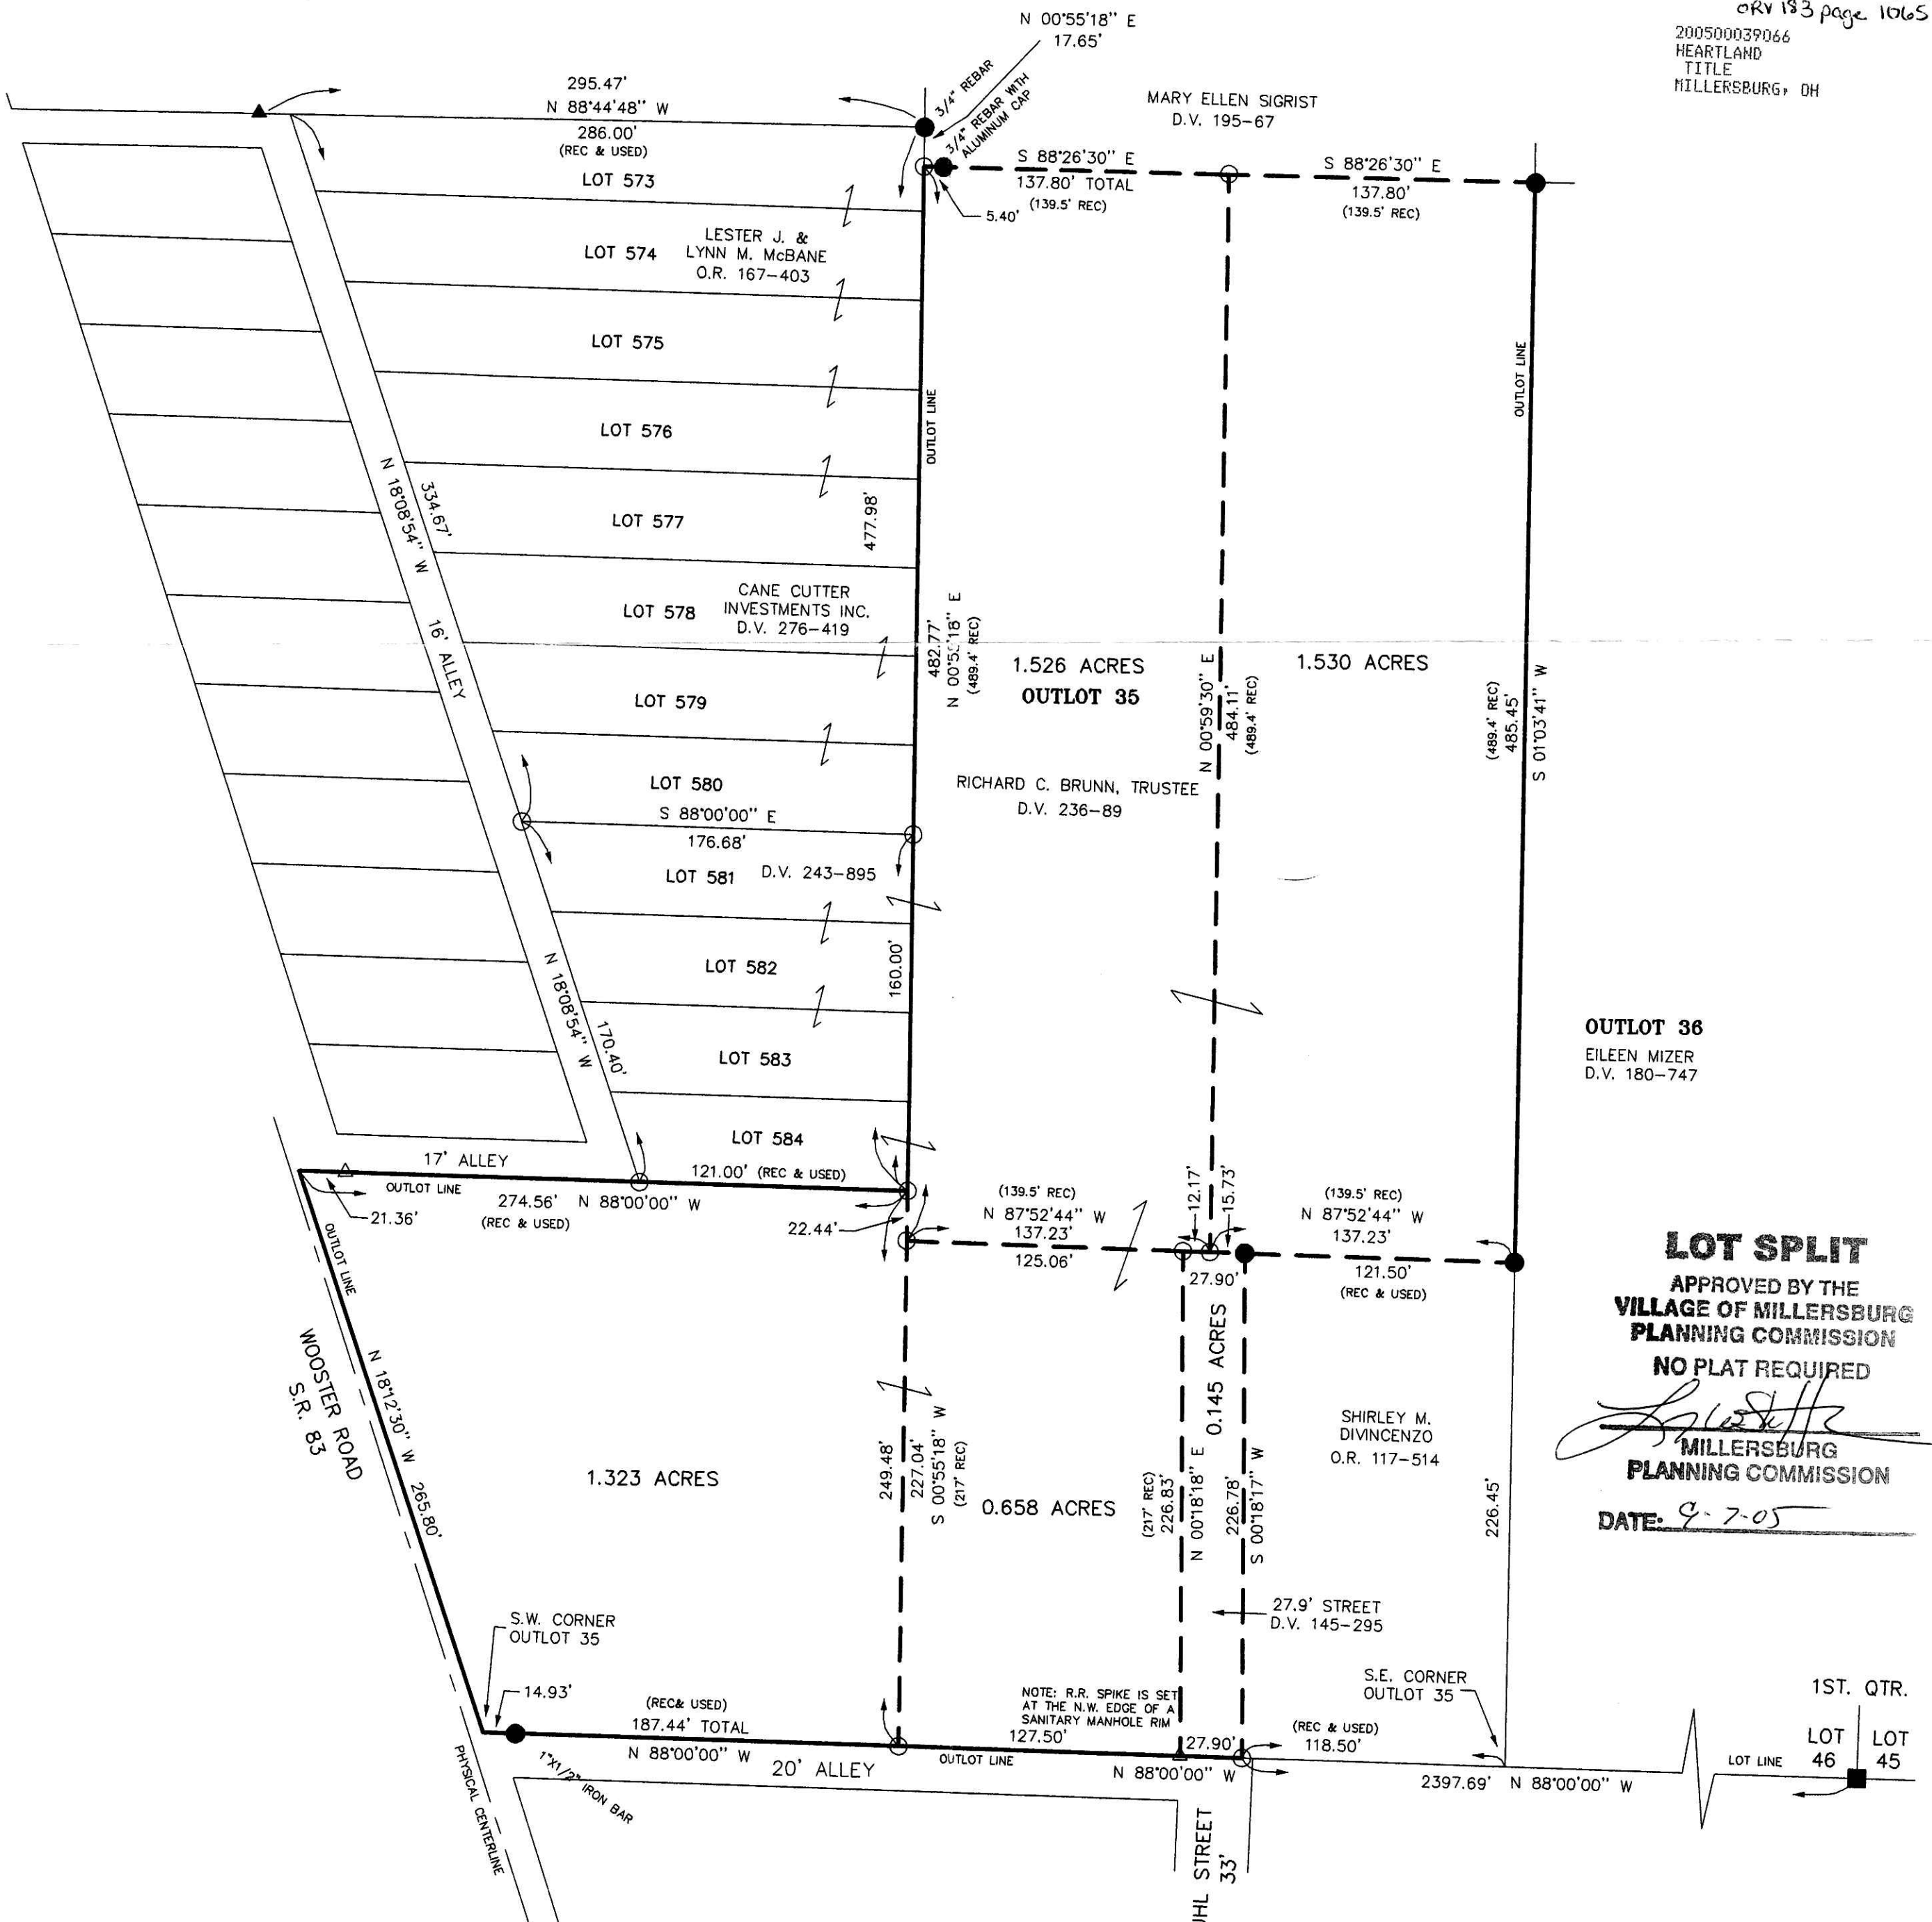 ORV 183 page 1065
200500039066
HEARTLAND
TITLE
MILLERSBURG, OH
N 00°55'18" E
17.65'
295.47'
N 88°44'48" W
286.00'
(REC & USED)
3/4" REBAR
3/4" REBAR WITH
ALUMINUM CAP
MARY ELLEN SIGRIST
D.V. 195-67
S 88°26'30" E
137.80' TOTAL
(139.5' REC)
5.40'
S 88°26'30" E
137.80'
(139.5' REC)
LOT 573
LOT 574
LESTER J. &
LYNN M. McBANE
O.R. 167-403
LOT 575
LOT 576
LOT 577
LOT 578
CANE CUTTER
INVESTMENTS INC.
D.V. 276-419
LOT 579
LOT 580
S 88°00'00" E
176.68'
LOT 581 D.V. 243-895
LOT 582
LOT 583
LOT 584
334.67'
N 18°08'54" W
16' ALLEY
N 18°08'54" W
170.40'
OUTLOT LINE
477.98'
482.77'
(489.4' REC)
160.00'
1.526 ACRES
OUTLOT 35
RICHARD C. BRUNN, TRUSTEE
D.V. 236-89
N 00°59'30" E
484.11'
(489.4' REC)
1.530 ACRES
OUTLOT LINE
(489.4' REC)
485.45'
S 01°03'41" W
OUTLOT 36
EILEEN MIZER
D.V. 180-747
17' ALLEY
121.00' (REC & USED)
OUTLOT LINE
274.56' N 88°00'00" W
(REC & USED)
21.36'
22.44'
(139.5' REC)
N 87°52'44" W
137.23'
125.06'
12.17'
15.73'
27.90'
(139.5' REC)
N 87°52'44" W
137.23'
121.50'
(REC & USED)
LOT SPLIT
APPROVED BY THE
VILLAGE OF MILLERSBURG
PLANNING COMMISSION
NO PLAT REQUIRED
MILLERSBURG
PLANNING COMMISSION
DATE: 9-7-05
OUTLOT LINE
N 18°12'30" W 265.80'
WOOSTER ROAD
S.R. 83
1.323 ACRES
249.48'
227.04'
S 00°55'18" W
(217' REC)
0.658 ACRES
(217' REC)
226.83'
N 00°18'18" E
0.145 ACRES
226.78'
S 00°18'17" W
SHIRLEY M.
DIVINCENZO
O.R. 117-514
226.45'
27.9' STREET
D.V. 145-295
S.W. CORNER
OUTLOT 35
14.93'
(REC& USED)
187.44' TOTAL
N 88°00'00" W
1"X1/2" IRON BAR
PHYSICAL CENTERLINE
20' ALLEY
NOTE: R.R. SPIKE IS SET
AT THE N.W. EDGE OF A
SANITARY MANHOLE RIM
127.50'
OUTLOT LINE
27.90'
N 88°00'00" W
(REC & USED)
118.50'
S.E. CORNER
OUTLOT 35
2397.69' N 88°00'00" W
LOT LINE
1ST. QTR.
LOT
46
LOT
45
UHL STREET
33'